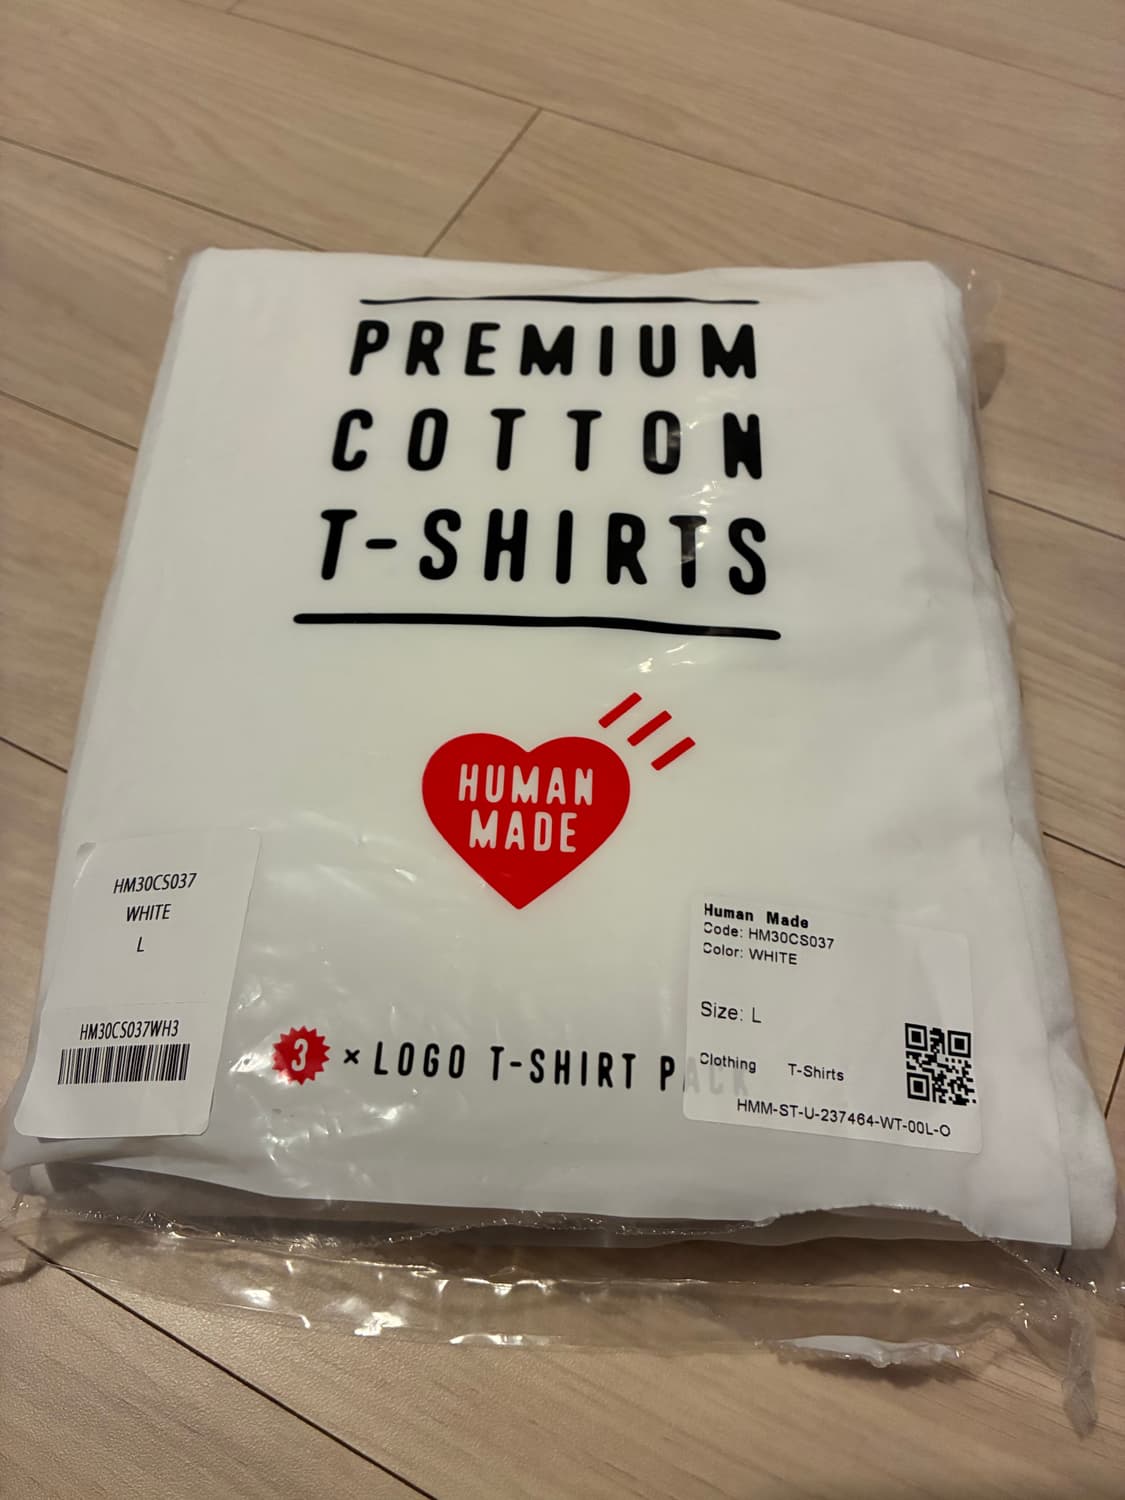 PREMIUM
COTTON
T-SHIRTS
HUMAN
MADE
HM30CS037
WHITE
L
HM30CS037WH3
3 × LOGO T-SHIRT PACK
Human Made
Code: HM30CS037
Color: WHITE
Size: L
Clothing T-Shirts
HMM-ST-U-237464-WT-00L-O